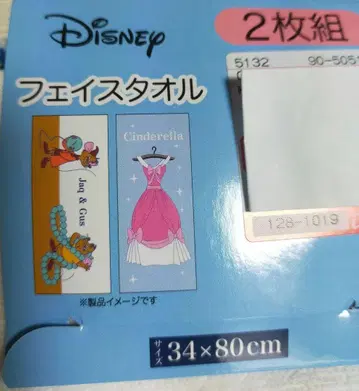 Disney
2枚組
5132 90-505
フェイスタオル
Cinderella
Jaq & Gus
128-1019
※製品イメージです
サイズ 34×80cm